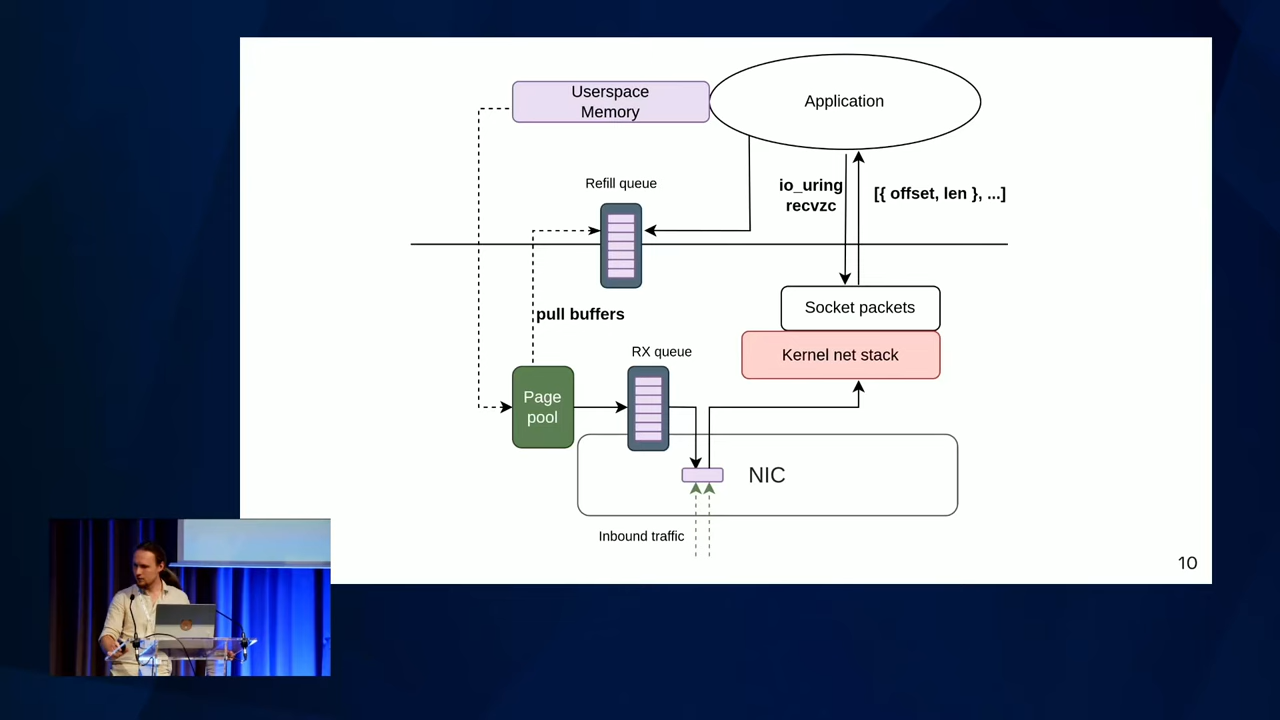 Userspace
Memory
Application
Refill queue
io_uring
recvzc
[{ offset, len }, ...]
pull buffers
Socket packets
Kernel net stack
RX queue
Page
pool
NIC
Inbound traffic
10